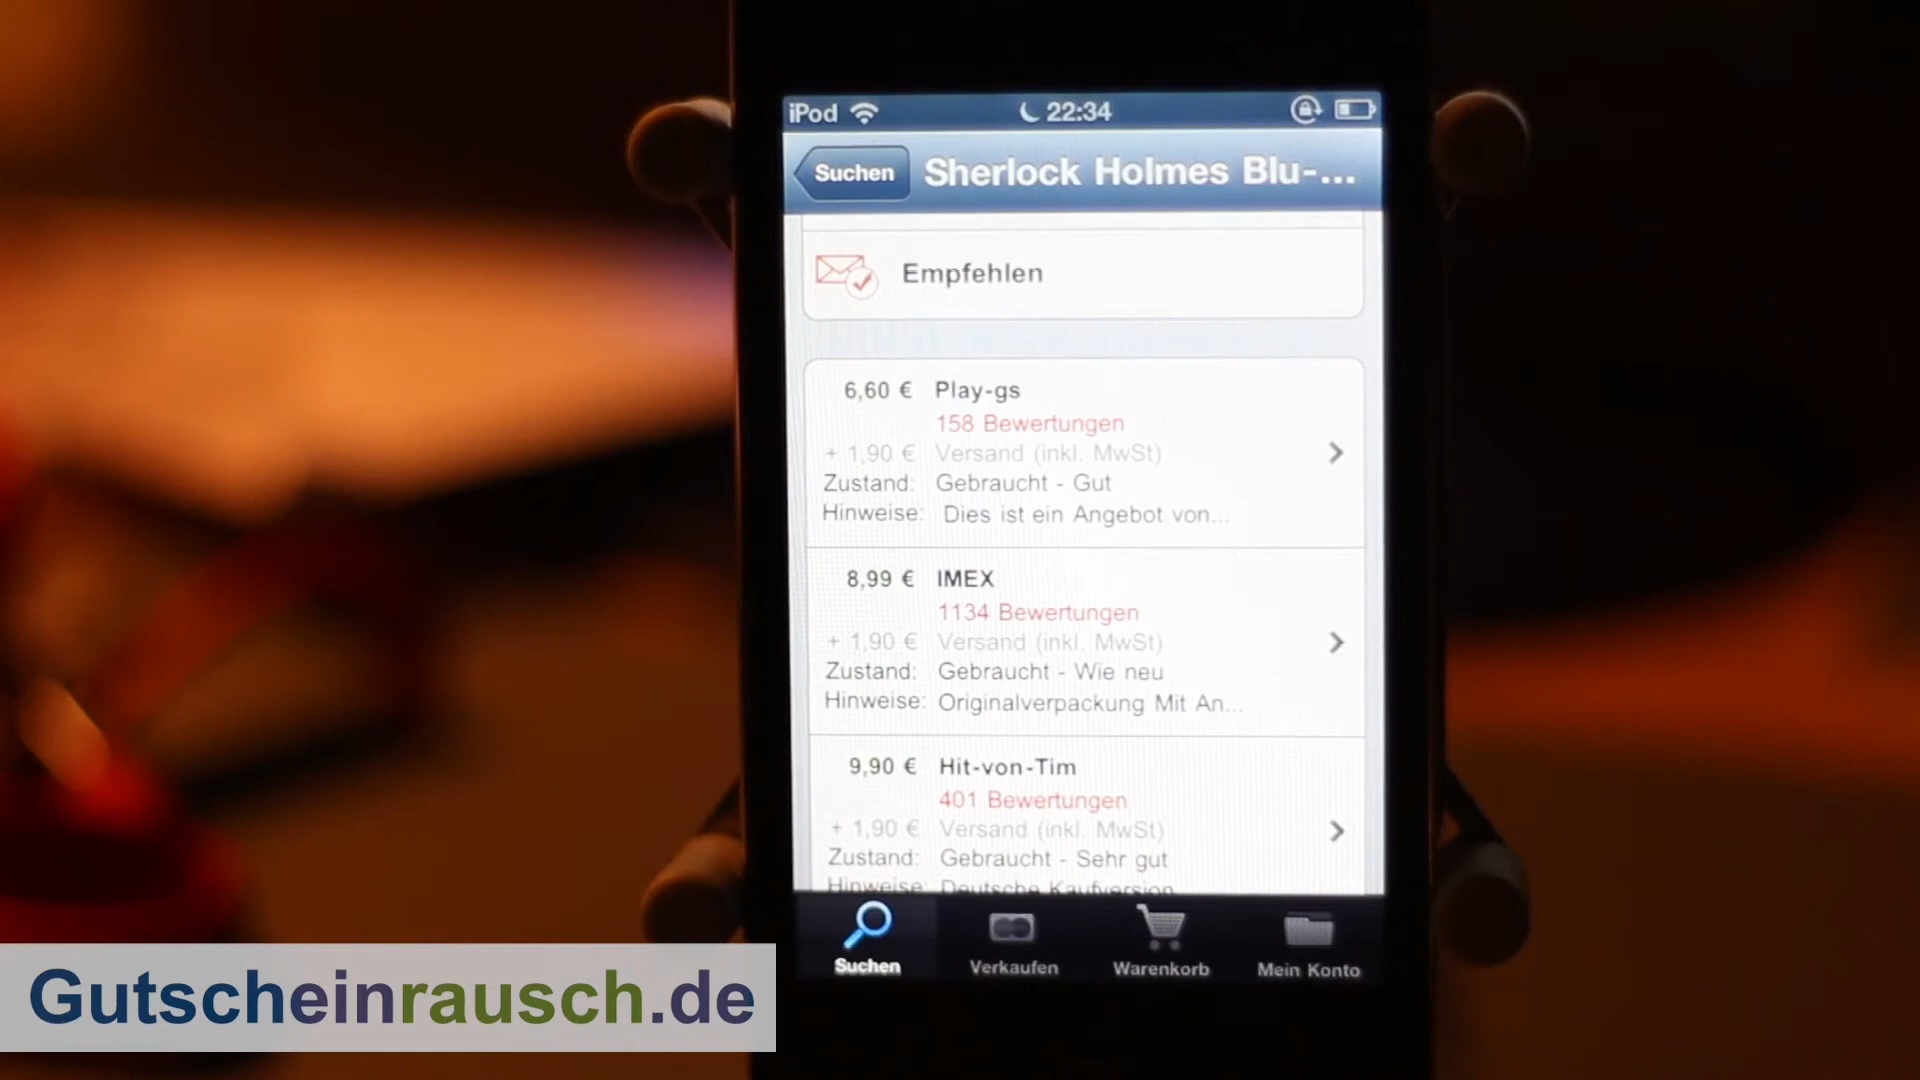 iPod 22:34
Suchen Sherlock Holmes Blu-...
Empfehlen
6,60 € Play-gs
158 Bewertungen
+ 1,90 € Versand (inkl. MwSt)
Zustand: Gebraucht - Gut
Hinweise: Dies ist ein Angebot von...
8,99 € IMEX
1134 Bewertungen
+ 1,90 € Versand (inkl. MwSt)
Zustand: Gebraucht - Wie neu
Hinweise: Originalverpackung Mit An...
9,90 € Hit-von-Tim
401 Bewertungen
+ 1,90 € Versand (inkl. MwSt)
Zustand: Gebraucht - Sehr gut
Hinweise: Deutsche Kaufversion
Suchen Verkaufen Warenkorb Mein Konto
Gutscheinrausch.de